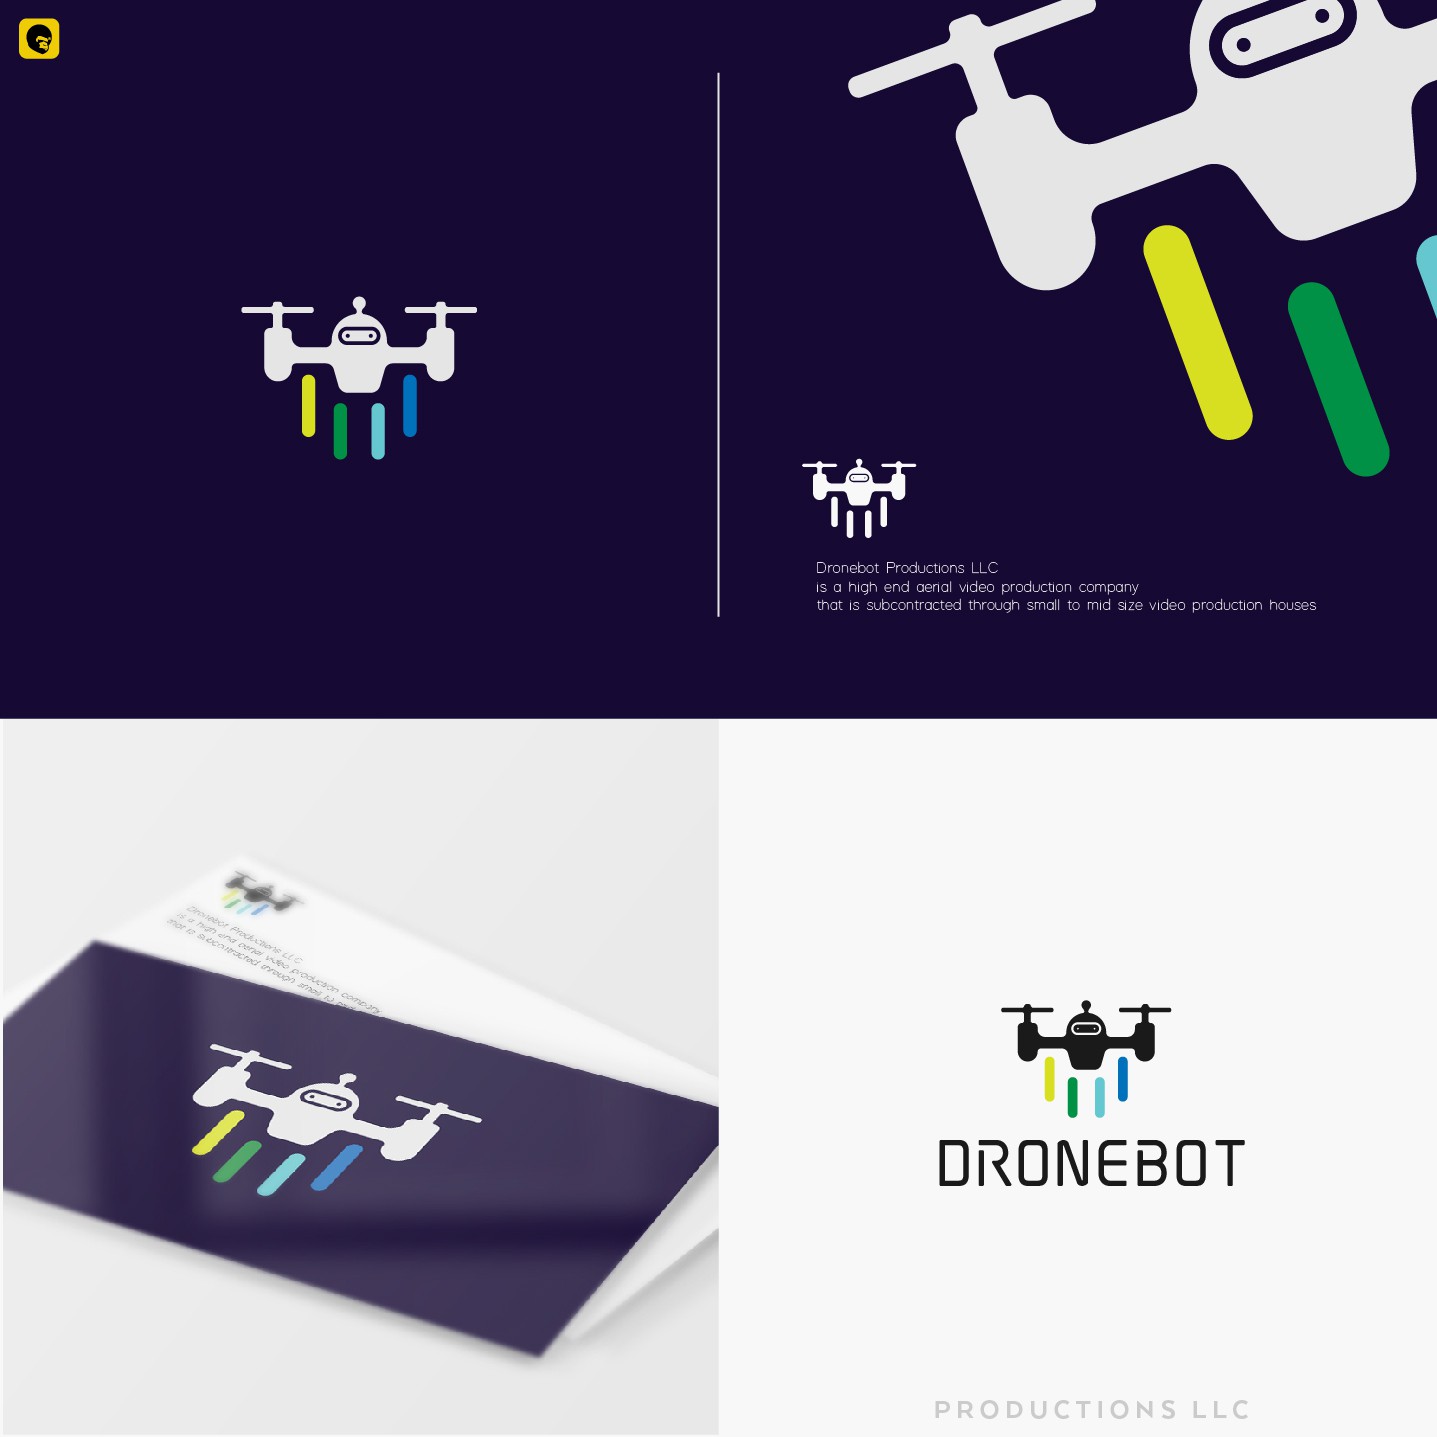 Dronebot Productions LLC
is a high end aerial video production company
that is subcontracted through small to mid size video production houses
Dronebot Productions LLC
is a high end aerial video production company
that is subcontracted through small to
DRONEBOT
PRODUCTIONS LLC